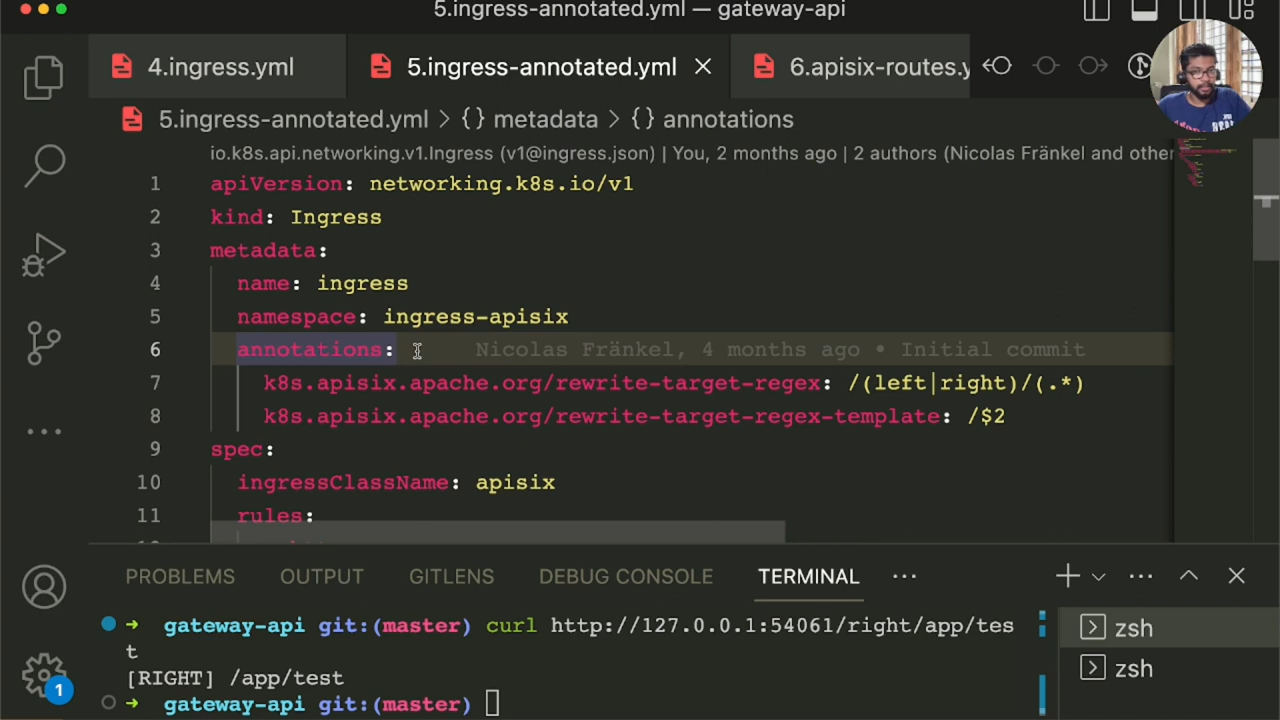 5.ingress-annotated.yml — gateway-api
4.ingress.yml
5.ingress-annotated.yml
6.apisix-routes.y
5.ingress-annotated.yml > {} metadata > {} annotations
io.k8s.api.networking.v1.Ingress (v1@ingress.json) | You, 2 months ago | 2 authors (Nicolas Fränkel and other
1 apiVersion: networking.k8s.io/v1
2 kind: Ingress
3 metadata:
4 name: ingress
5 namespace: ingress-apisix
6 annotations: Nicolas Fränkel, 4 months ago • Initial commit
7 k8s.apisix.apache.org/rewrite-target-regex: /(left|right)/(.*)
8 k8s.apisix.apache.org/rewrite-target-regex-template: /$2
9 spec:
10 ingressClassName: apisix
11 rules:
PROBLEMS OUTPUT GITLENS DEBUG CONSOLE TERMINAL ...
➜ gateway-api git:(master) curl http://127.0.0.1:54061/right/app/tes
t
[RIGHT] /app/test
➜ gateway-api git:(master)
zsh
zsh
1